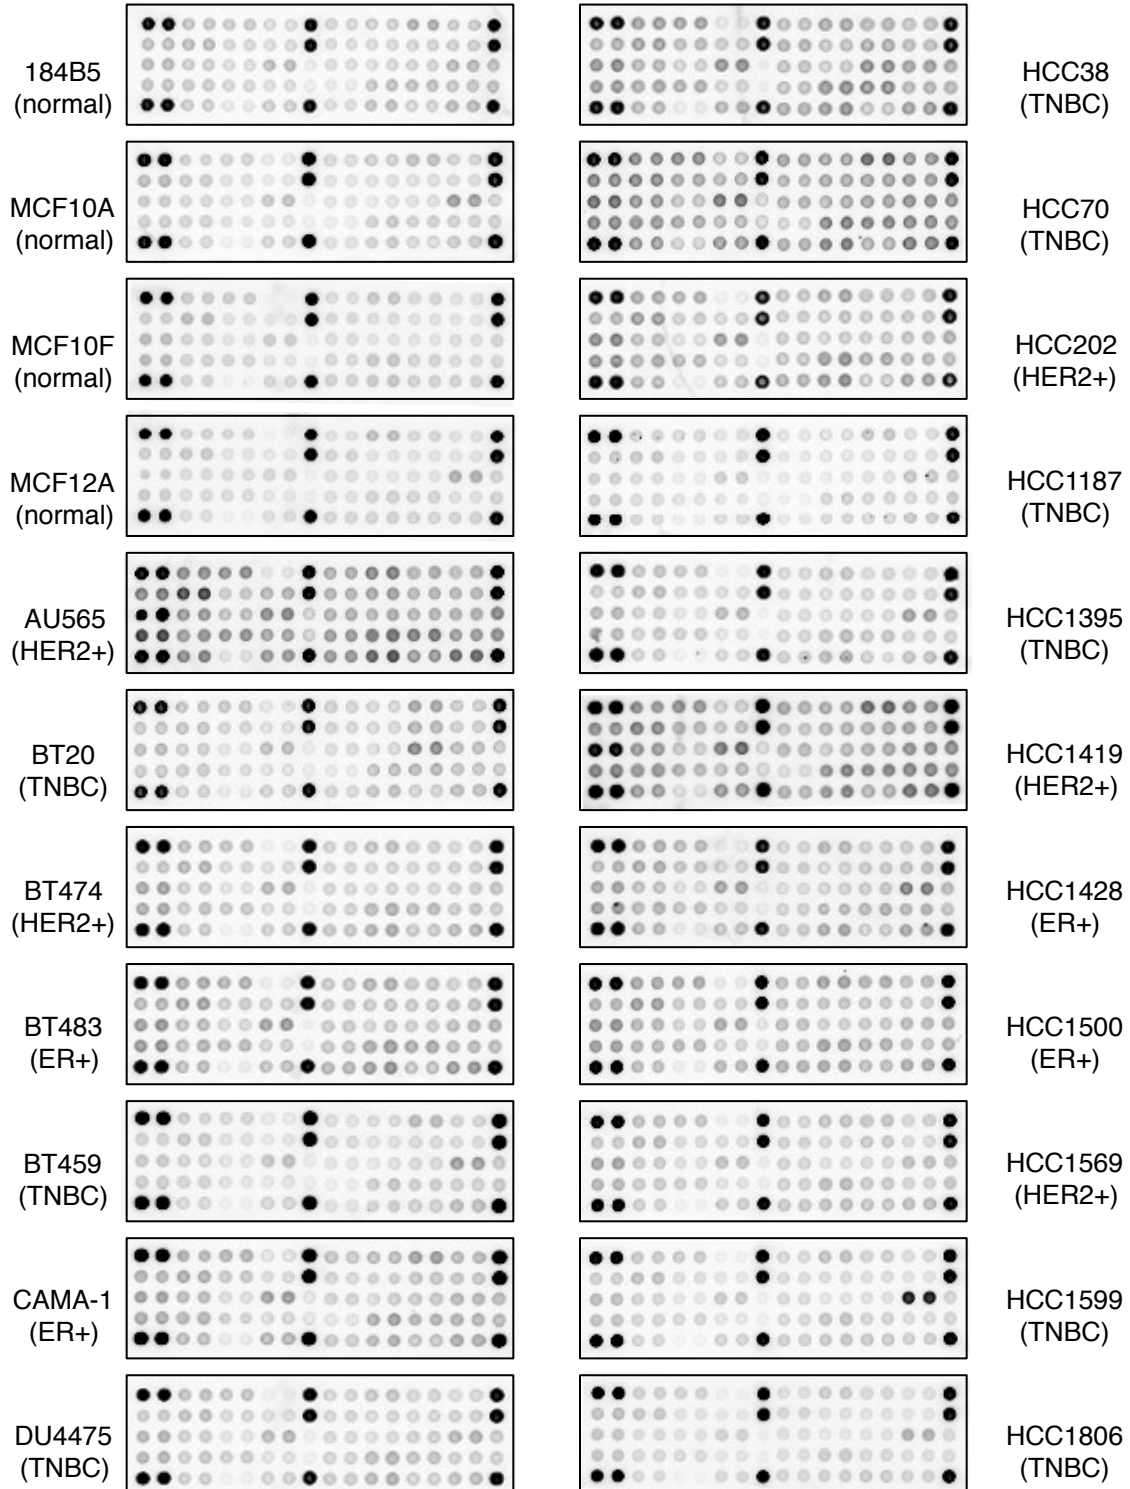 184B5
(normal)
MCF10A
(normal)
MCF10F
(normal)
MCF12A
(normal)
AU565
(HER2+)
BT20
(TNBC)
BT474
(HER2+)
BT483
(ER+)
BT459
(TNBC)
CAMA-1
(ER+)
DU4475
(TNBC)
HCC38
(TNBC)
HCC70
(TNBC)
HCC202
(HER2+)
HCC1187
(TNBC)
HCC1395
(TNBC)
HCC1419
(HER2+)
HCC1428
(ER+)
HCC1500
(ER+)
HCC1569
(HER2+)
HCC1599
(TNBC)
HCC1806
(TNBC)